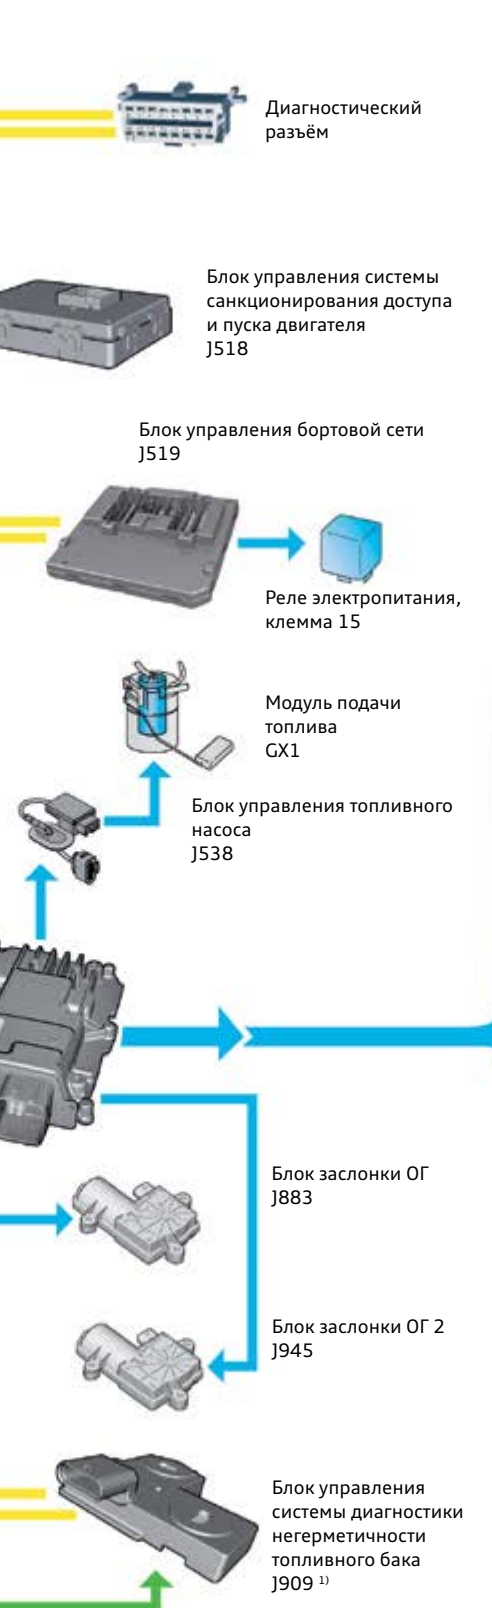 Диагностический
разъём
Блок управления системы
санкционирования доступа
и пуска двигателя
J518
Блок управления бортовой сети
J519
Реле электропитания,
клемма 15
Модуль подачи
топлива
GX1
Блок управления топливного
насоса
J538
Блок заслонки ОГ
J883
Блок заслонки ОГ 2
J945
Блок управления
системы диагностики
негерметичности
топливного бака
J909 ¹⁾